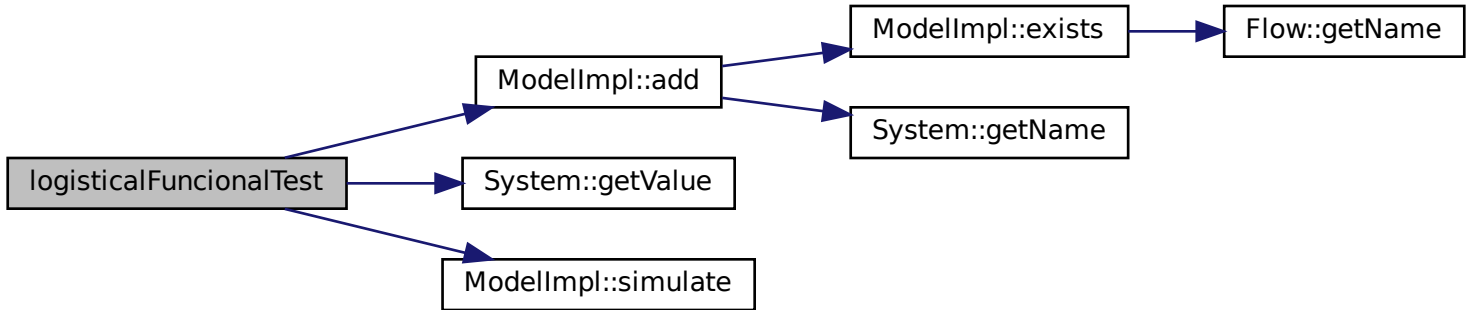 ModelImpl::exists
Flow::getName
ModelImpl::add
System::getName
logisticalFuncionalTest
System::getValue
ModelImpl::simulate